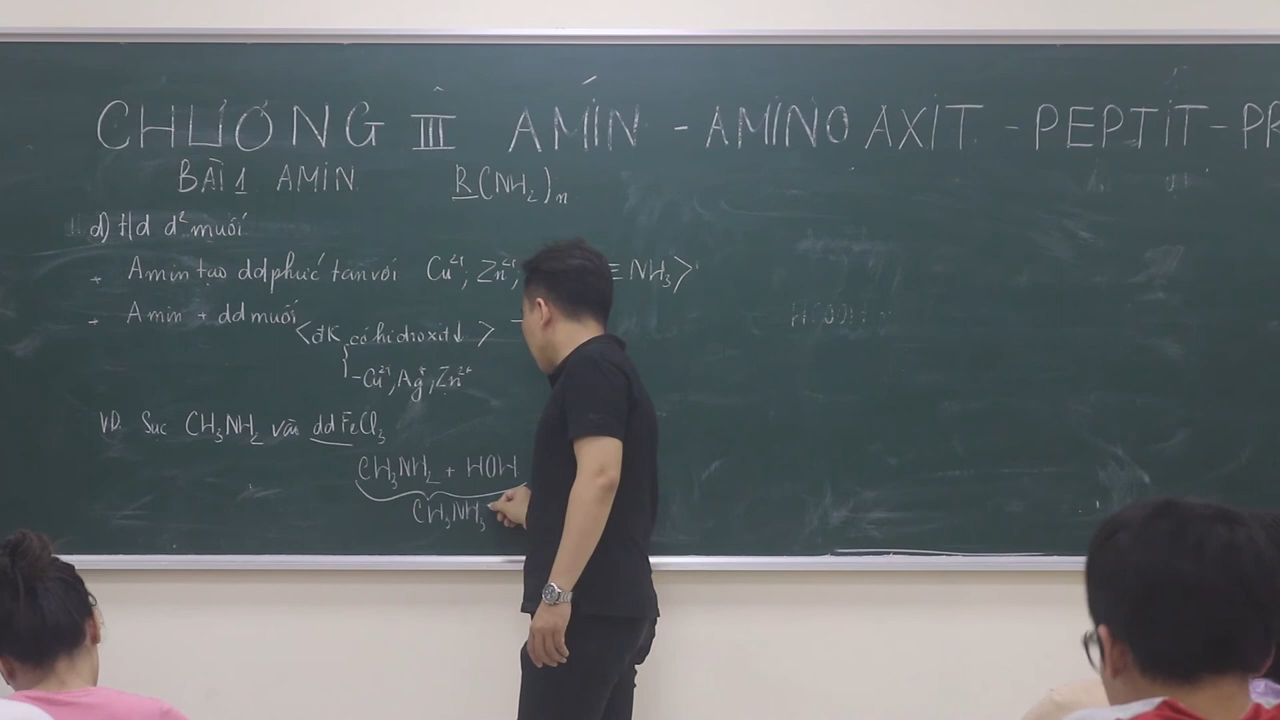 CHƯƠNG III AMIN - AMINO AXIT - PEPTIT - PR
BÀI 1 AMIN R(NH₂)ₙ
d) t/d d² muối
+ Amin tạo dd phức tan với Cu²⁺; Zn²⁺; ≡ NH₃>
+ Amin + dd muối
<đk có hiđroxit↓>
- Cu²⁺, Ag⁺, Zn²⁺
VD. Sục CH₃NH₂ vào dd FeCl₃
CH₃NH₂ + HOH
CH₃NH₃